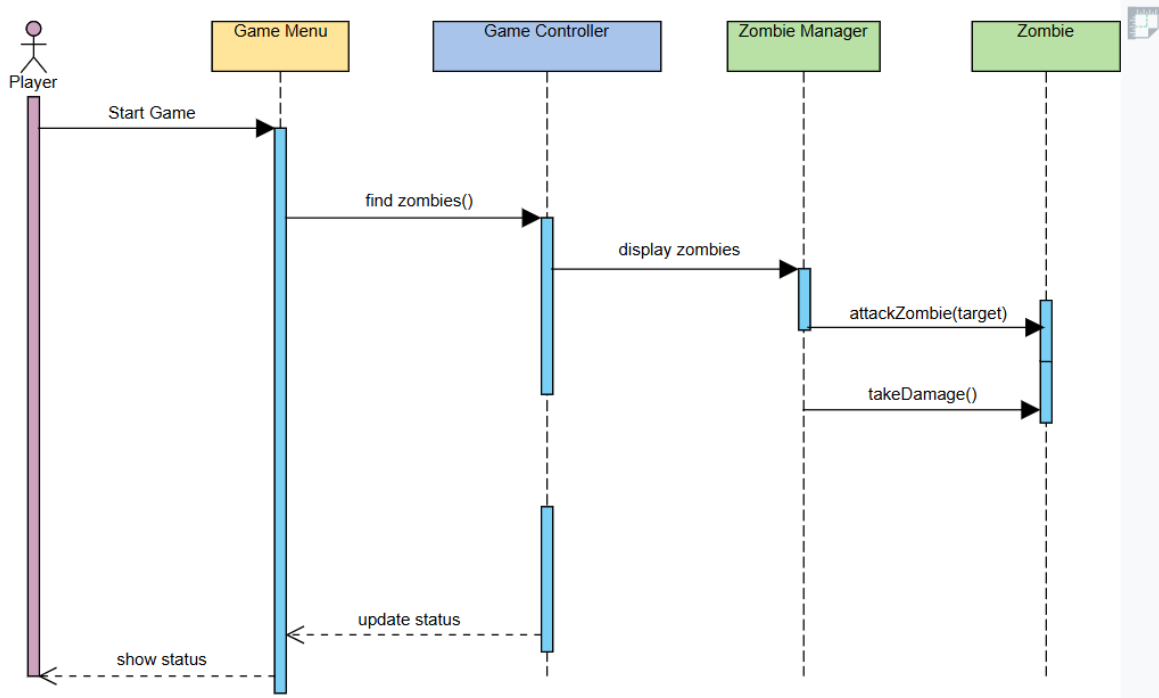 Game Menu
Game Controller
Zombie Manager
Zombie
Player
Start Game
find zombies()
display zombies
attackZombie(target)
takeDamage()
update status
show status